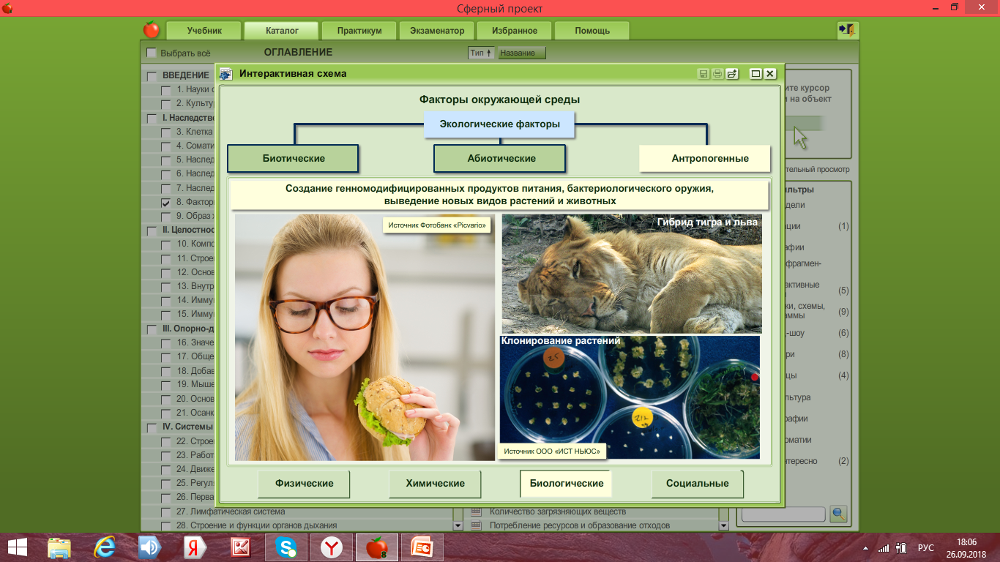 Сферный проект
Учебник
Каталог
Практикум
Экзаменатор
Избранное
Помощь
Выбрать всё
ОГЛАВЛЕНИЕ
Тип
Название
ВВЕДЕНИЕ
1. Науки
2. Культу
I. Наследстве
3. Клетка
4. Сомати
5. Наслед
6. Наслед
7. Наслед
8. Фактор
9. Образ
II. Целостнос
10. Компо
11. Строе
12. Основ
13. Внутр
14. Имму
15. Имму
III. Опорно-д
16. Значе
17. Обще
18. Добав
19. Мыше
20. Основ
21. Осанк
IV. Системы
22. Строе
23. Работ
24. Движе
25. Регул
26. Перва
27. Лимфатическая система
28. Строение и функции органов дыхания
Интерактивная схема
Факторы окружающей среды
Экологические факторы
Биотические
Абиотические
Антропогенные
Создание генномодифицированных продуктов питания, бактериологического оружия,
выведение новых видов растений и животных
Источник Фотобанк «Picvario»
Гибрид тигра и льва
Клонирование растений
25
212
Источник ООО «ИСТ НЬЮС»
Физические
Химические
Биологические
Социальные
Количество загрязняющих веществ
Потребление ресурсов и образование отходов
ите курсор
и на объект
тельный просмотр
льтры
дели
ации (1)
афии
фрагмен-
активные
(5)
ки, схемы,
аммы (9)
-шоу (6)
ри (8)
цы (4)
льтура
рафии
оматии
нтересно (2)
8
РУС
18:06
26.09.2018